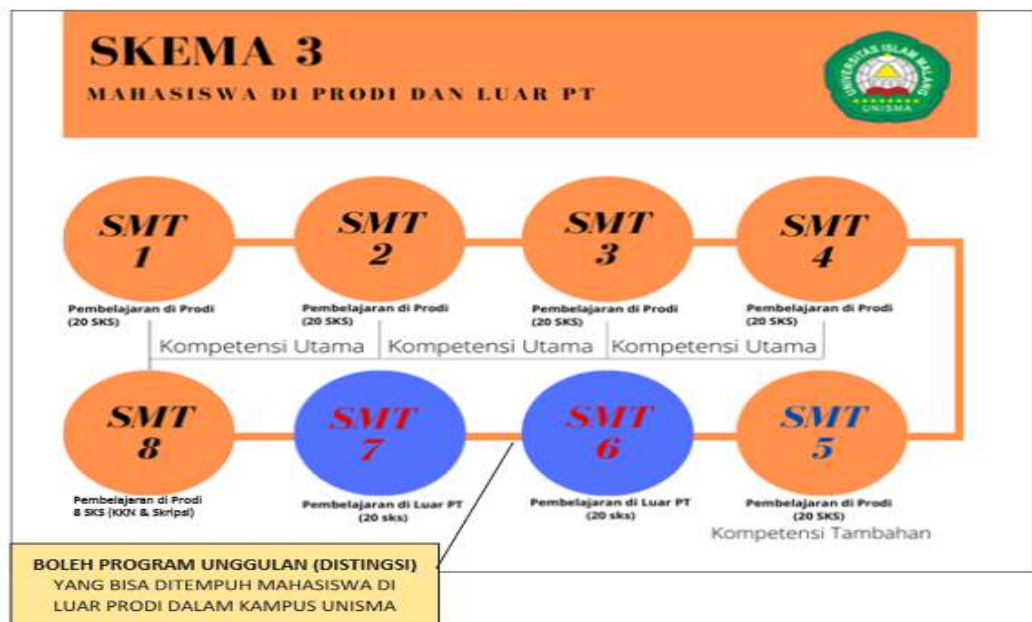 SKEMA 3
MAHASISWA DI PRODI DAN LUAR PT
UNIVERSITAS ISLAM MALANG
UNISMA
SMT
1
SMT
2
SMT
3
SMT
4
Pembelajaran di Prodi
(20 SKS)
Pembelajaran di Prodi
(20 SKS)
Pembelajaran di Prodi
(20 SKS)
Pembelajaran di Prodi
(20 SKS)
Kompetensi Utama
Kompetensi Utama
Kompetensi Utama
SMT
8
SMT
7
SMT
6
SMT
5
Pembelajaran di Prodi
8 SKS (KKN & Skripsi)
Pembelajaran di Luar PT
(20 sks)
Pembelajaran di Luar PT
(20 sks)
Pembelajaran di Prodi
(20 SKS)
Kompetensi Tambahan
BOLEH PROGRAM UNGGULAN (DISTINGSI)
YANG BISA DITEMPUH MAHASISWA DI
LUAR PRODI DALAM KAMPUS UNISMA